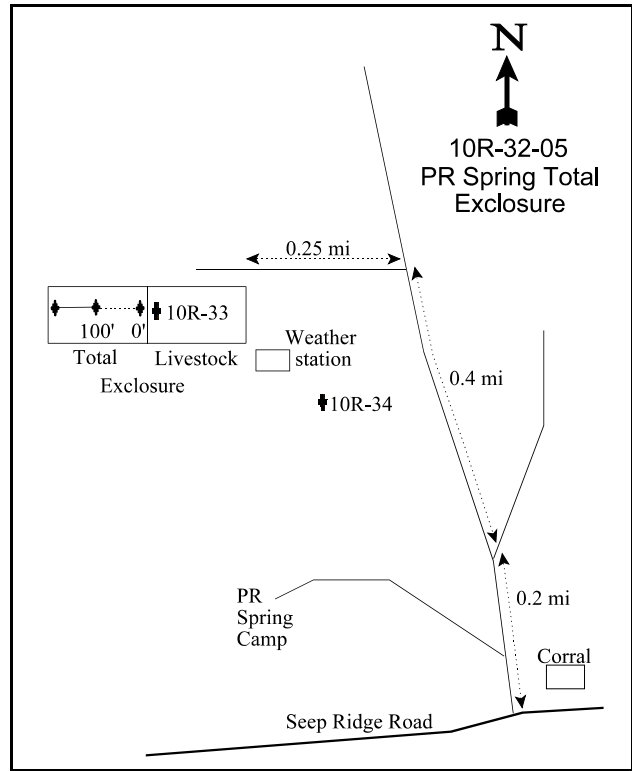 N
10R-32-05
PR Spring Total
Exclosure
0.25 mi
10R-33
100' 0'
Total Livestock
Exclosure
Weather
station
10R-34
0.4 mi
PR
Spring
Camp
0.2 mi
Corral
Seep Ridge Road